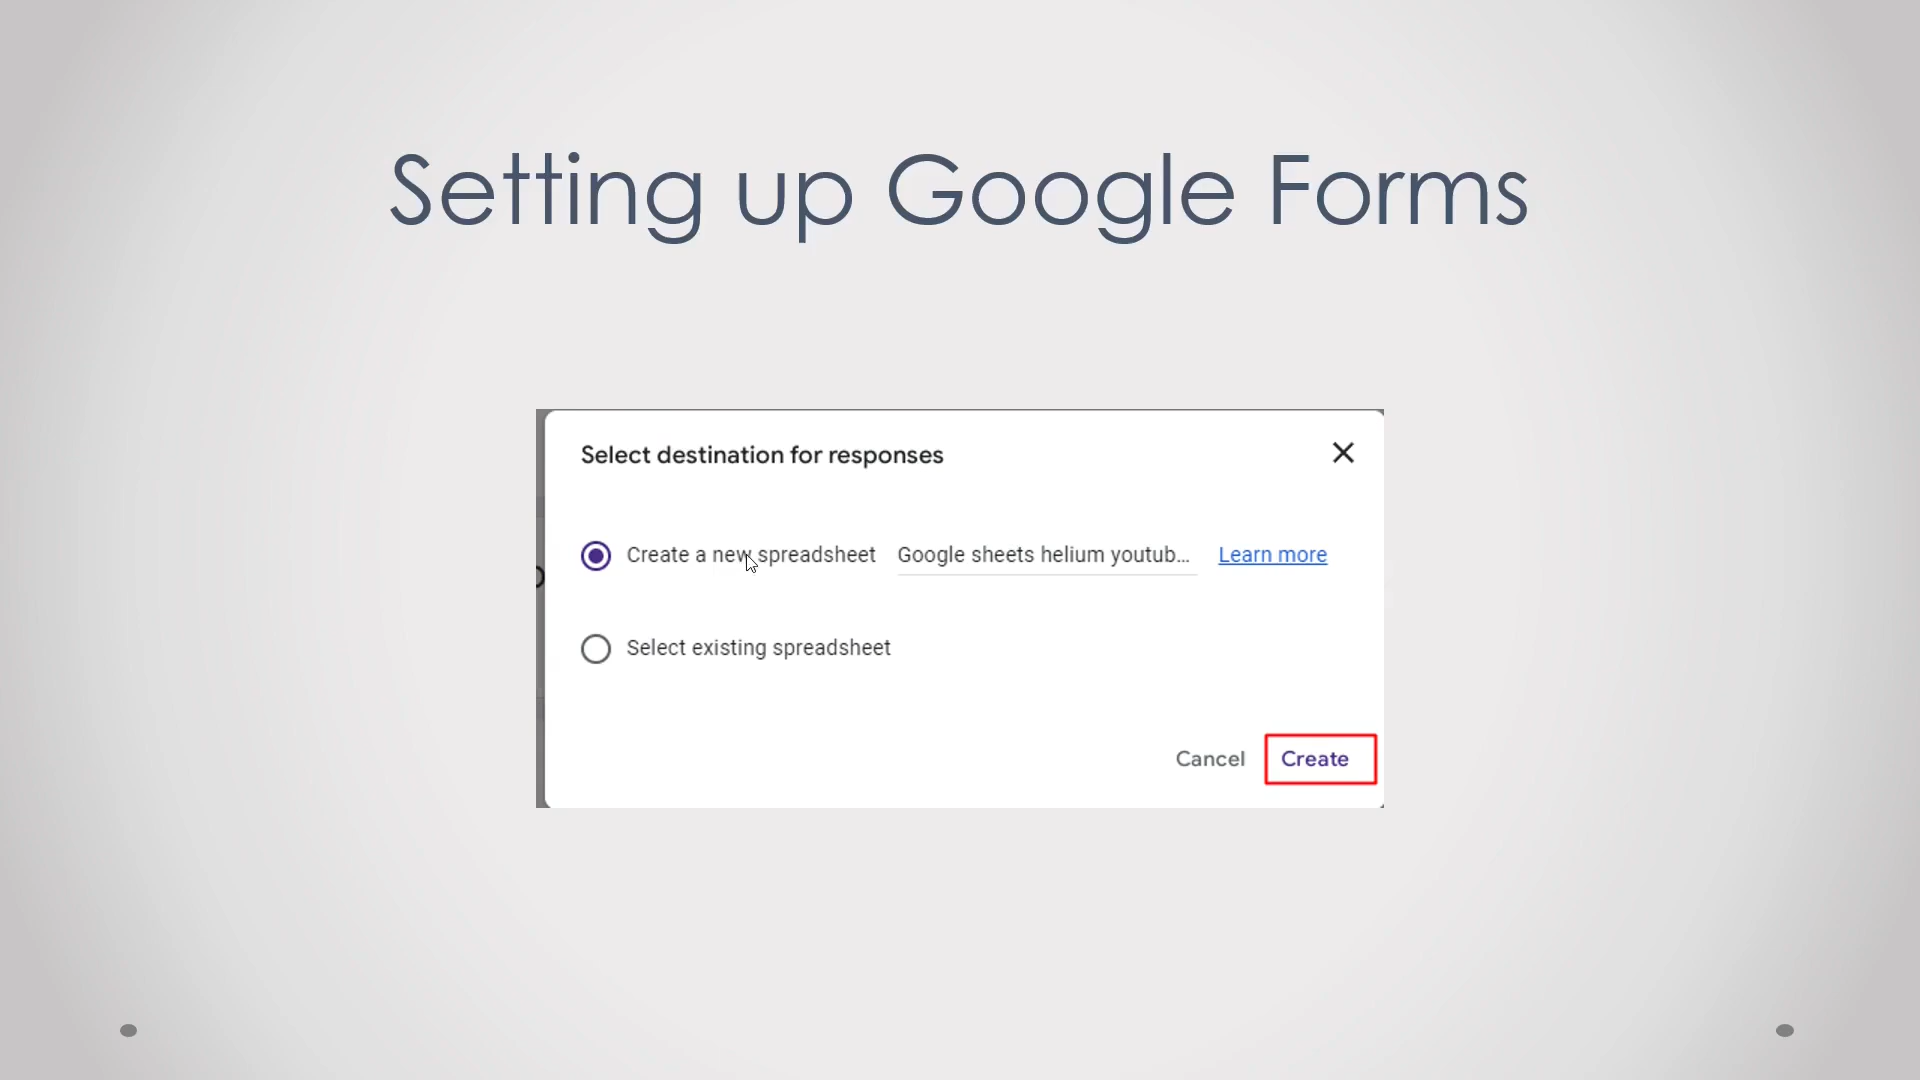 Setting up Google Forms
Select destination for responses
Create a new spreadsheet Google sheets helium youtub... Learn more
Select existing spreadsheet
Cancel Create